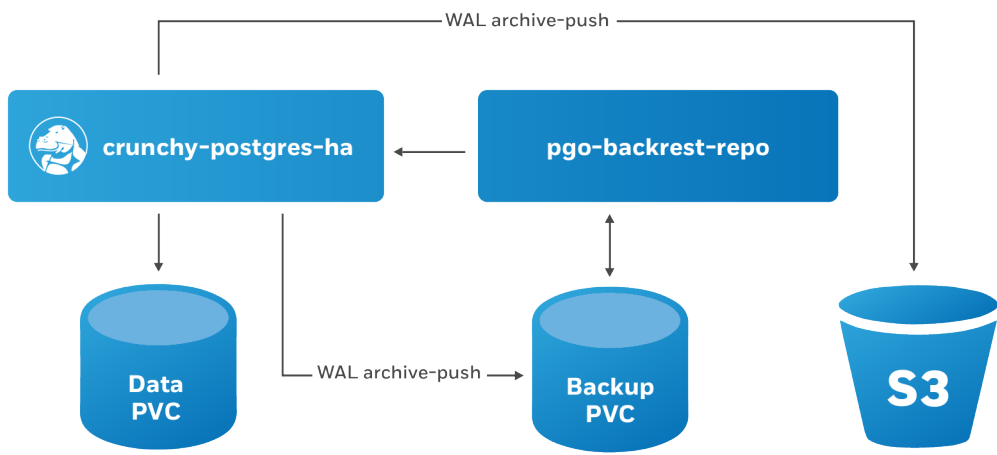 WAL archive-push
crunchy-postgres-ha
pgo-backrest-repo
WAL archive-push
Data
PVC
Backup
PVC
S3